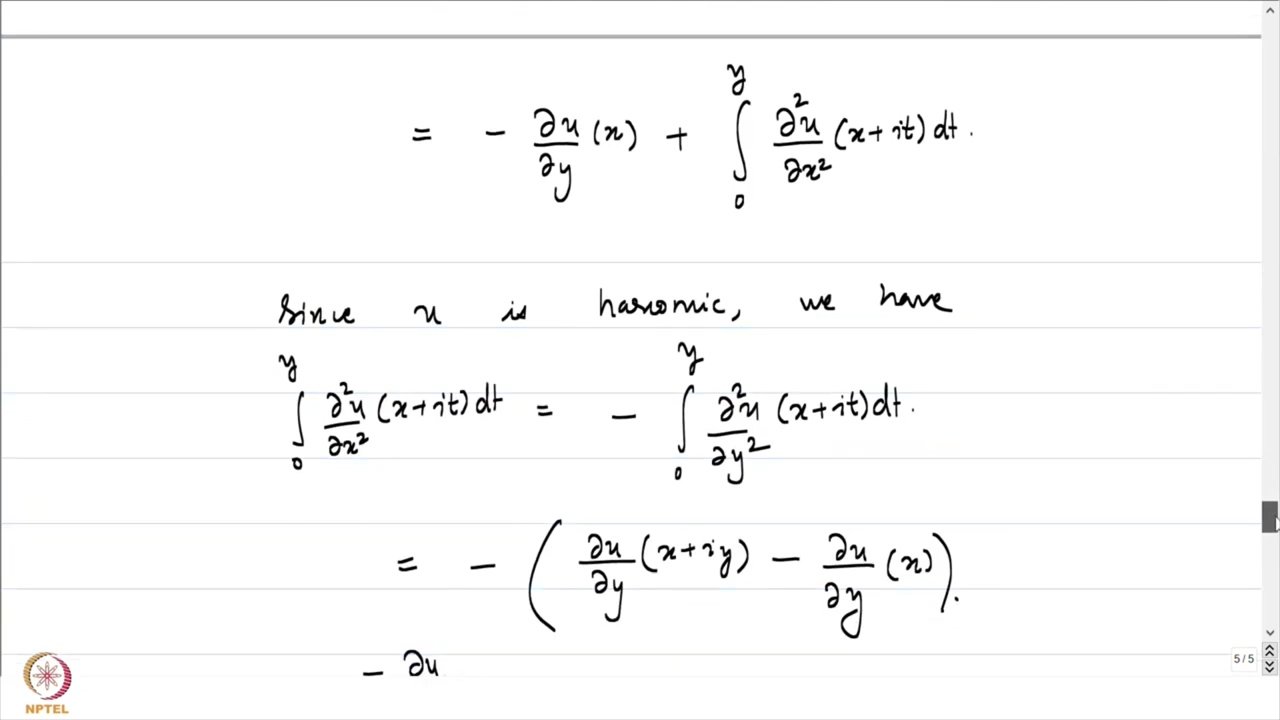 = - ∂u/∂y (x) + ∫₀^y ∂²u/∂x² (x+it) dt.
Since u is harmonic, we have
∫₀^y ∂²u/∂x² (x+it) dt = - ∫₀^y ∂²u/∂y² (x+it) dt.
= - ( ∂u/∂y (x+iy) - ∂u/∂y (x) ).
- ∂u
5 / 5
NPTEL